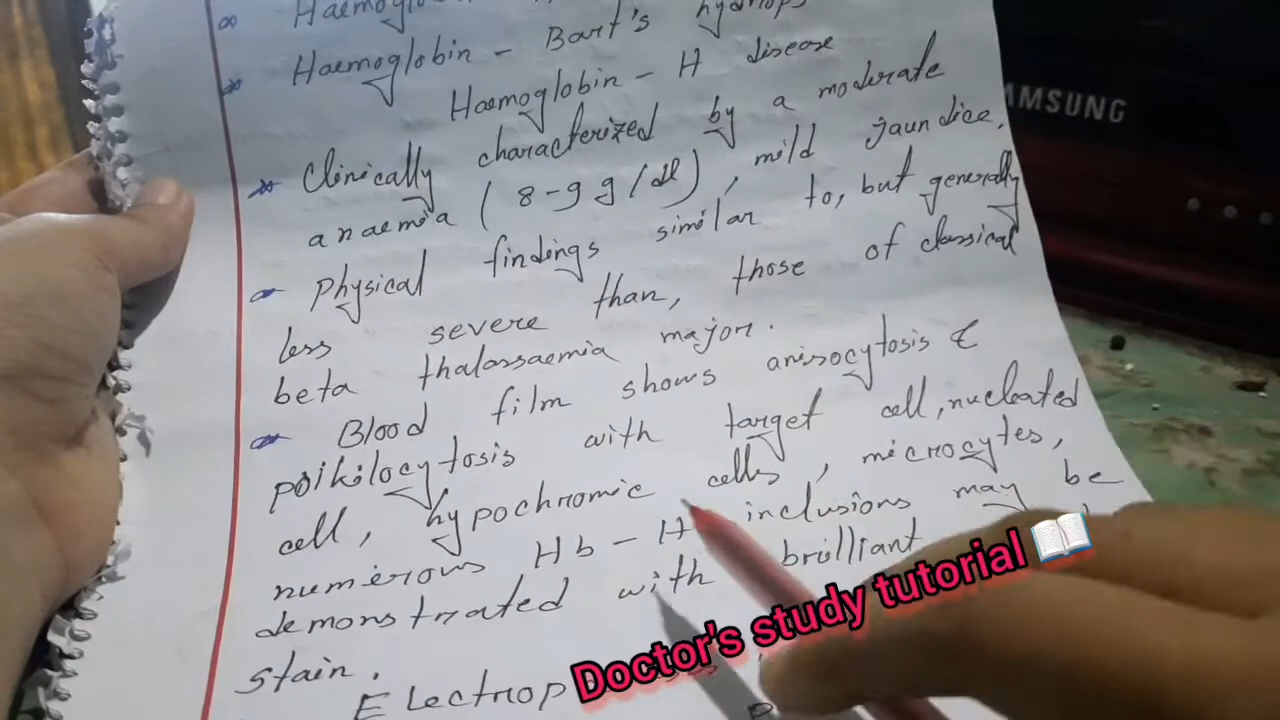 Haemoglobin - Bart's hydrops
Haemoglobin - H disease
Clinically characterized by a moderate
anaemia (8-9 g/dl), mild jaundice.
Physical findings similar to, but generally
less severe than, those of classical
beta thalassaemia major.
Blood film shows anisocytosis &
poikilocytosis with target cell, nucleated
cell, hypochromic cells, microcytes,
numerous Hb - H inclusions may be
demonstrated with brilliant
stain.
SAMSUNG
Doctor's study tutorial 📖